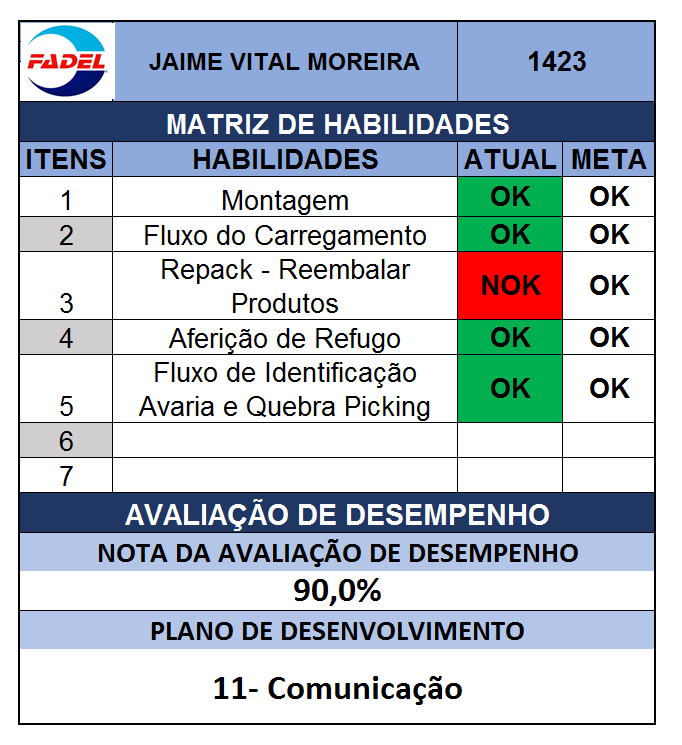 FADEL
JAIME VITAL MOREIRA 1423
MATRIZ DE HABILIDADES
ITENS HABILIDADES ATUAL META
1 Montagem OK OK
2 Fluxo do Carregamento OK OK
Repack - Reembalar
3 Produtos NOK OK
4 Aferição de Refugo OK OK
Fluxo de Identificação
5 Avaria e Quebra Picking OK OK
6
7
AVALIAÇÃO DE DESEMPENHO
NOTA DA AVALIAÇÃO DE DESEMPENHO
90,0%
PLANO DE DESENVOLVIMENTO
11- Comunicação